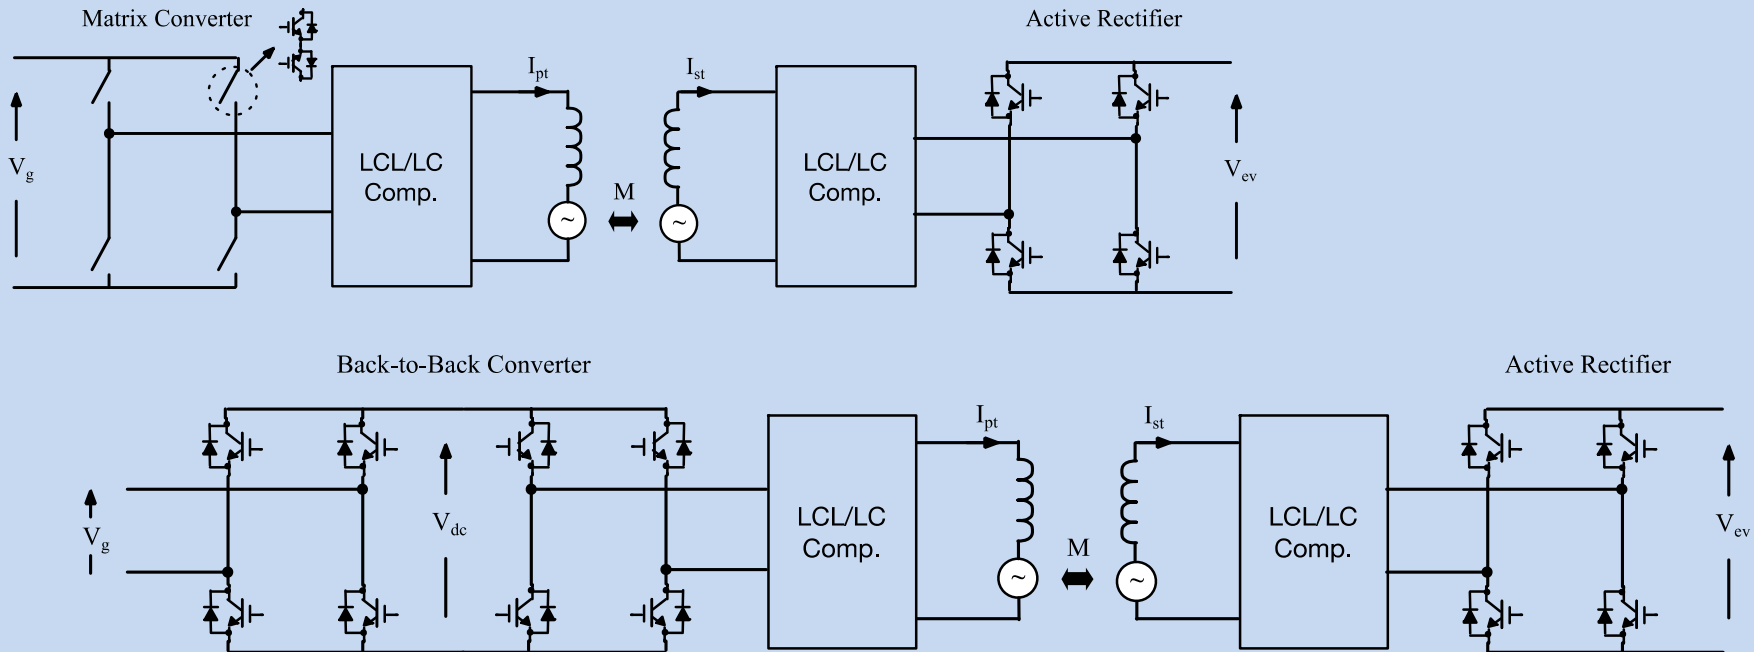 Matrix Converter
Active Rectifier
I_pt
I_st
LCL/LC
Comp.
LCL/LC
Comp.
V_g
~
M
~
V_ev
Back-to-Back Converter
Active Rectifier
I_pt
I_st
V_g
V_dc
LCL/LC
Comp.
~
M
~
LCL/LC
Comp.
V_ev